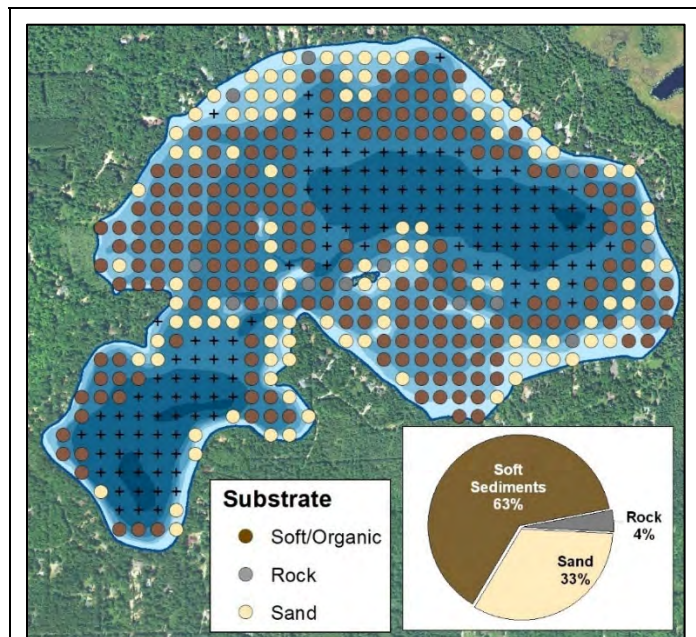 Substrate
Soft/Organic
Rock
Sand
Soft
Sediments
63%
Rock
4%
Sand
33%